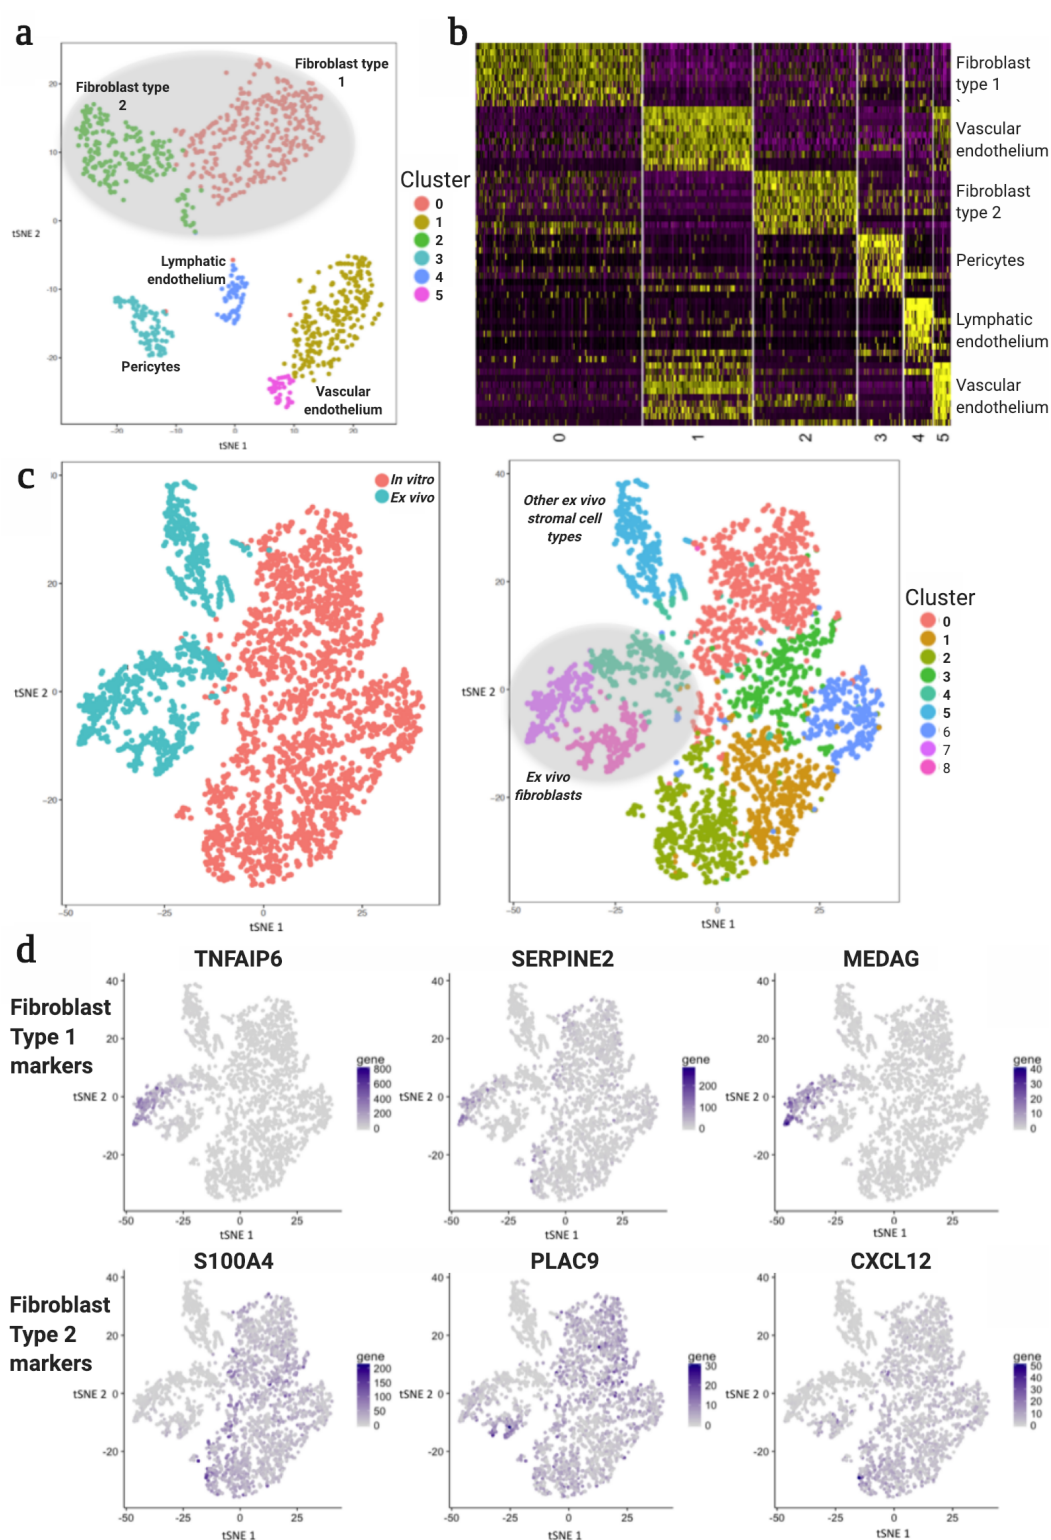 a
Fibroblast type
1
Fibroblast type
2
20
10
0
-10
-20
tSNE 2
Lymphatic
endothelium
Pericytes
Vascular
endothelium
-20
-10
0
10
20
tSNE 1
Cluster
0
1
2
3
4
5
b
Fibroblast
type 1
`
Vascular
endothelium
Fibroblast
type 2
Pericytes
Lymphatic
endothelium
Vascular
endothelium
0
1
2
3
4
5
c
In vitro
Ex vivo
20
0
-20
tSNE 2
-50
-25
0
25
tSNE 1
40
20
0
-20
tSNE 2
Other ex vivo
stromal cell
types
Ex vivo
fibroblasts
-50
-25
0
25
tSNE 1
Cluster
0
1
2
3
4
5
6
7
8
d
Fibroblast
Type 1
markers
TNFAIP6
40
20
tSNE 2 0
-20
-50
-25
0
25
tSNE 1
gene
800
600
400
200
0
SERPINE2
40
20
tSNE 2 0
-20
-50
-25
0
25
tSNE 1
gene
200
100
0
MEDAG
40
20
tSNE 2 0
-20
-50
-25
0
25
tSNE 1
gene
40
30
20
10
0
Fibroblast
Type 2
markers
S100A4
40
20
tSNE 2 0
-20
-50
-25
0
25
tSNE 1
gene
200
150
100
50
0
PLAC9
40
20
tSNE 2 0
-20
-50
-25
0
25
tSNE 1
gene
30
20
10
0
CXCL12
40
20
tSNE 2 0
-20
-50
-25
0
25
tSNE 1
gene
50
40
30
20
10
0